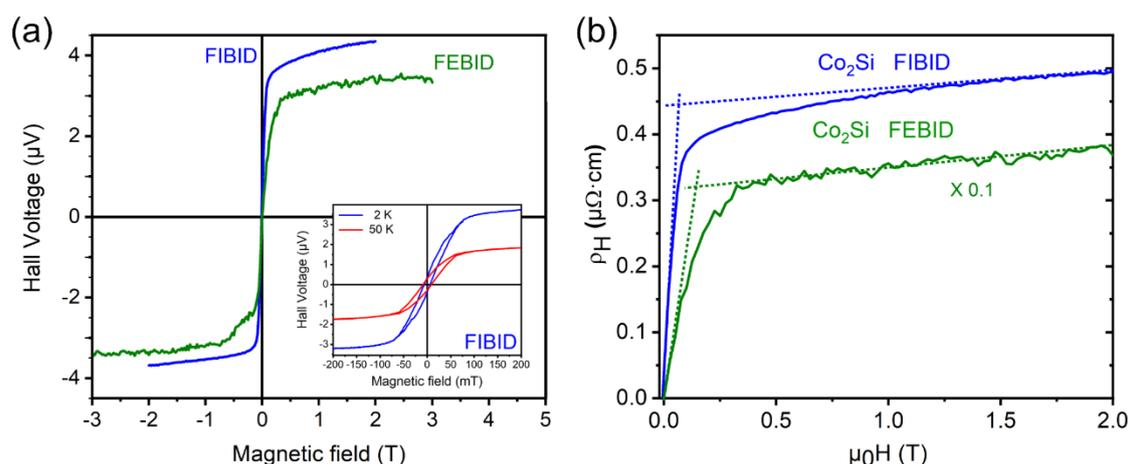 (a)
4
2
0
-2
-4
Hall Voltage (µV)
FIBID
FEBID
-3 -2 -1 0 1 2 3 4 5
Magnetic field (T)
2 K
50 K
3
2
1
0
-1
-2
-3
Hall Voltage (µV)
FIBID
-200 -150 -100 -50 0 50 100 150 200
Magnetic field (mT)
(b)
0.5
0.4
0.3
0.2
0.1
0.0
ρH (µΩ·cm)
Co2Si FIBID
Co2Si FEBID
X 0.1
0.0 0.5 1.0 1.5 2.0
µ0H (T)